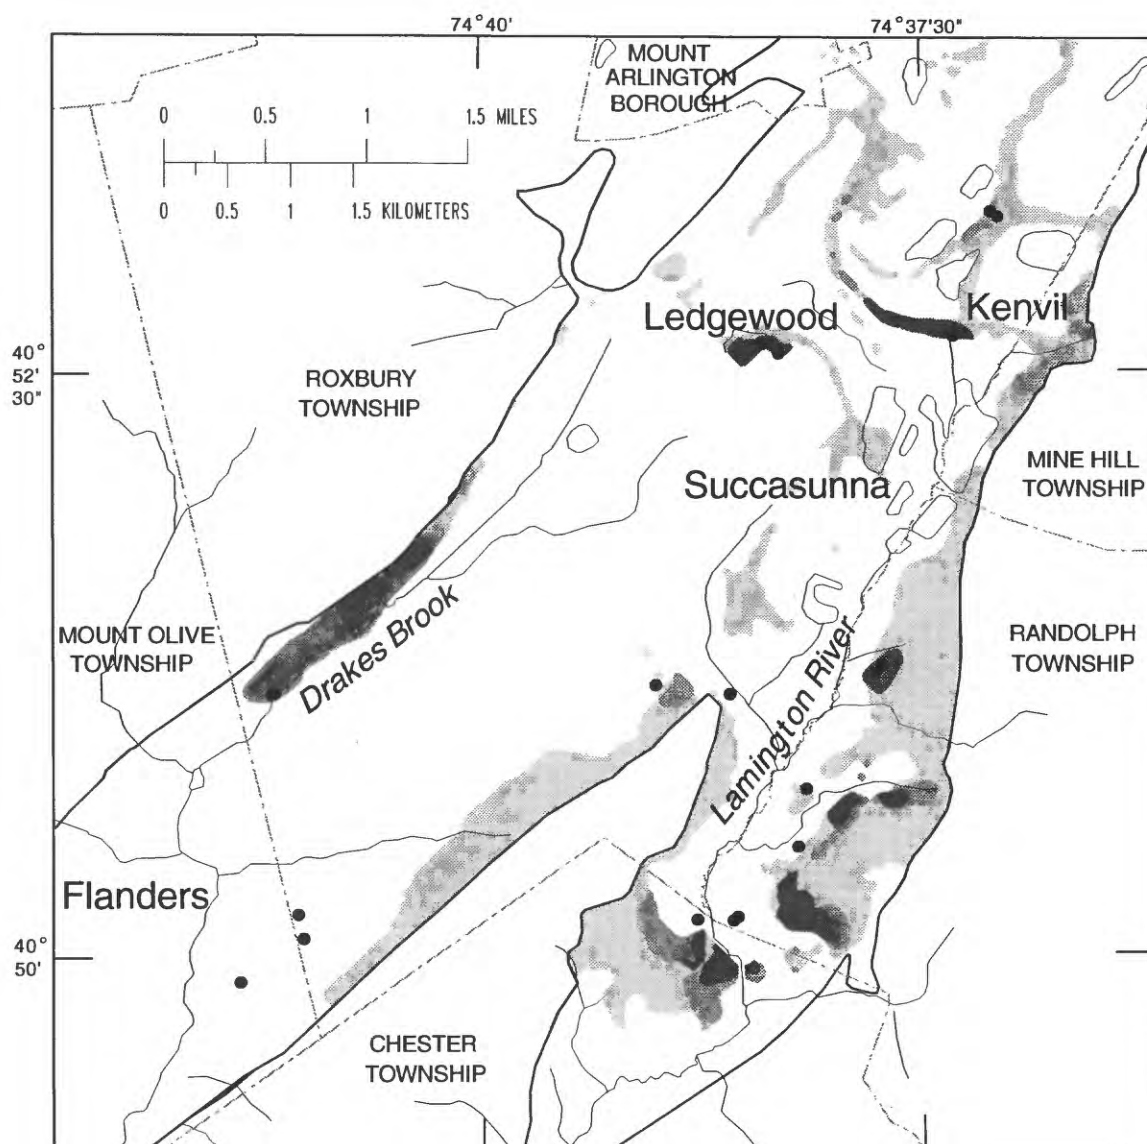 74°40'
74°37'30"
MOUNT
ARLINGTON
BOROUGH
0 0.5 1 1.5 MILES
0 0.5 1 1.5 KILOMETERS
Ledgewood
Kenvil
40°
52'
30"
ROXBURY
TOWNSHIP
MINE HILL
TOWNSHIP
Succasunna
MOUNT OLIVE
TOWNSHIP
Drakes Brook
RANDOLPH
TOWNSHIP
Lamington River
Flanders
40°
50'
CHESTER
TOWNSHIP